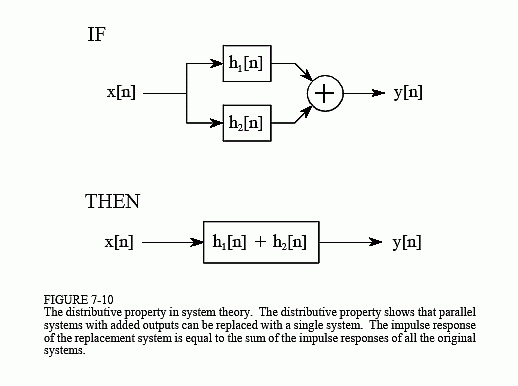 IF
h₁[n]
x[n]
+
y[n]
h₂[n]
THEN
x[n]
h₁[n] + h₂[n]
y[n]
FIGURE 7-10
The distributive property in system theory. The distributive property shows that parallel
systems with added outputs can be replaced with a single system. The impulse response
of the replacement system is equal to the sum of the impulse responses of all the original
systems.